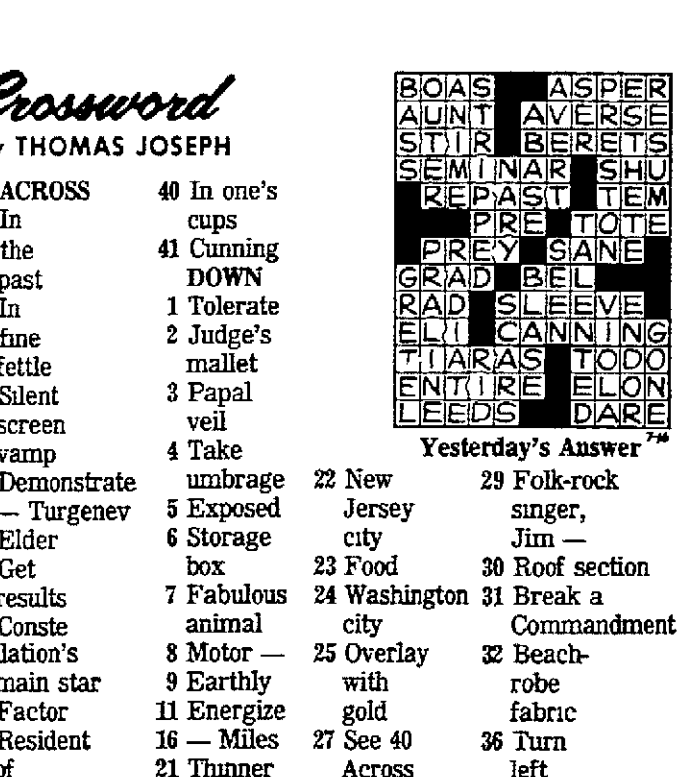 Crossword
THOMAS JOSEPH
ACROSS
In
the
past
In
fine
fettle
Silent
screen
vamp
Demonstrate
— Turgenev
Elder
Get
results
Conste
lation's
main star
Factor
Resident
of
40 In one's
cups
41 Cunning
DOWN
1 Tolerate
2 Judge's
mallet
3 Papal
veil
4 Take
umbrage
5 Exposed
6 Storage
box
7 Fabulous
animal
8 Motor —
9 Earthly
11 Energize
16 — Miles
21 Thinner
BOAS ASPER
AUNT AVERSE
STIR BERETS
SEMINAR SHU
REPAST TEM
PRE TOTE
PREY SANE
GRAD BEL
RAD SLEEVE
ELI CANNING
TIARAS TODO
ENTIRE ELON
LEEDS DARE
Yesterday's Answer
7-16
22 New
Jersey
city
23 Food
24 Washington
city
25 Overlay
with
gold
27 See 40
Across
29 Folk-rock
singer,
Jim —
30 Roof section
31 Break a
Commandment
32 Beach-
robe
fabric
36 Turn
left